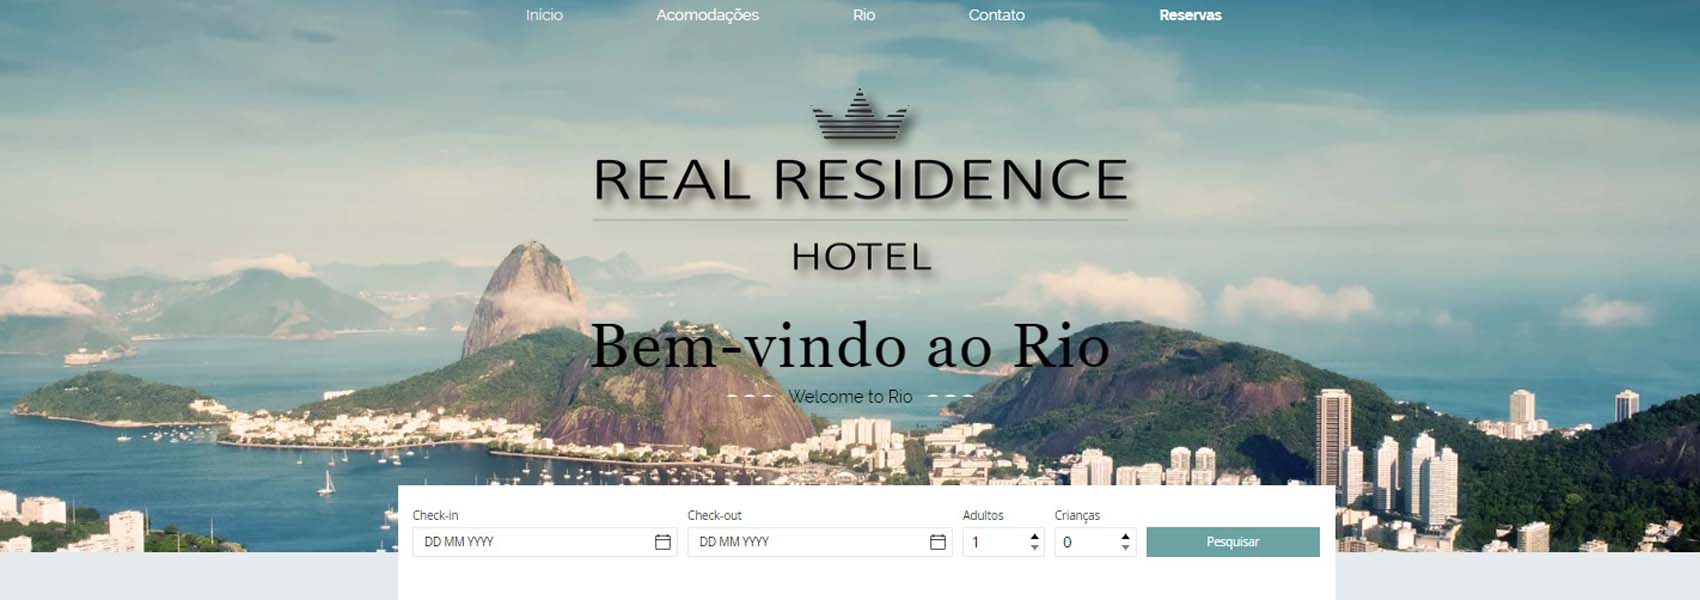 Início Acomodações Rio Contato Reservas
REAL RESIDENCE
HOTEL
Bem-vindo ao Rio
Welcome to Rio
Check-in Check-out Adultos Crianças
DD MM YYYY DD MM YYYY 1 0 Pesquisar